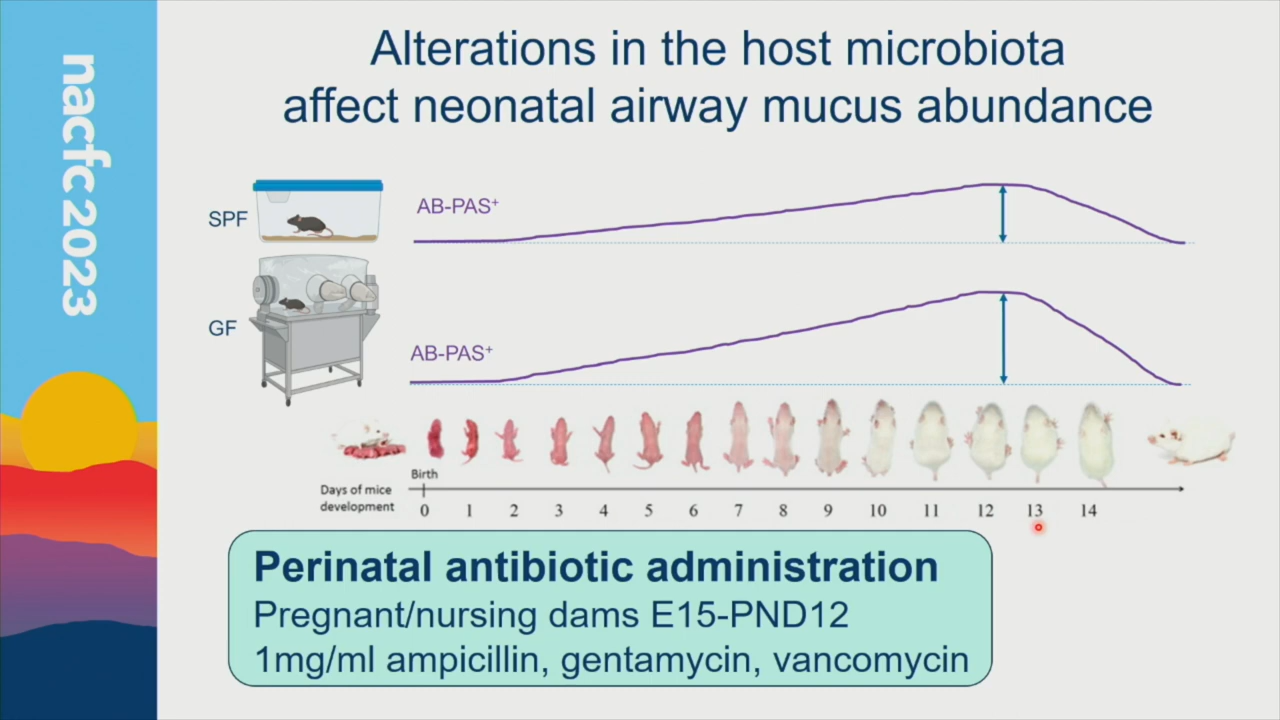 nacfc 2023
Alterations in the host microbiota
affect neonatal airway mucus abundance
SPF
AB-PAS+
GF
AB-PAS+
Birth
Days of mice
development
0 1 2 3 4 5 6 7 8 9 10 11 12 13 14
Perinatal antibiotic administration
Pregnant/nursing dams E15-PND12
1mg/ml ampicillin, gentamycin, vancomycin